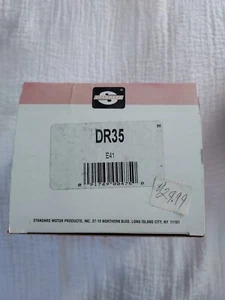 DR35
E41
$29.99
STANDARD MOTOR PRODUCTS, INC. 37-18 NORTHERN BLVD. LONG ISLAND CITY, NY 11101